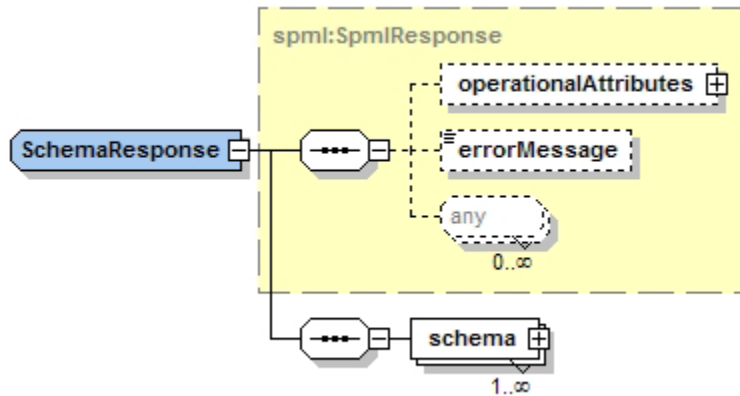 spml:SpmlResponse
operationalAttributes
SchemaResponse
errorMessage
any
0..∞
schema
1..∞